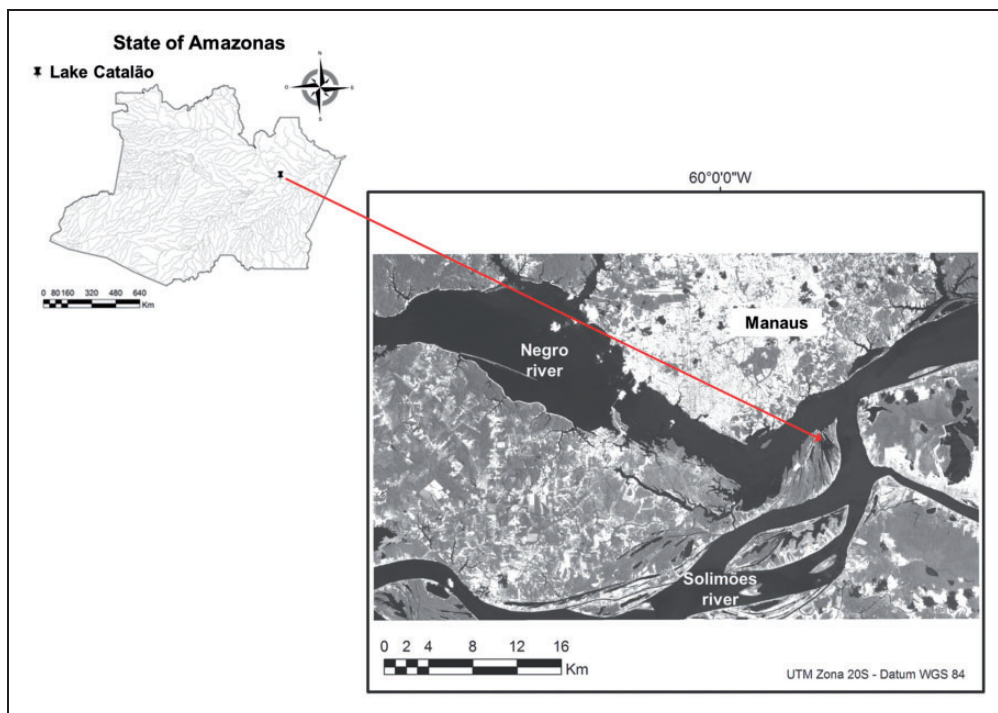 State of Amazonas
Lake Catalão
N
O
E
S
0 80 160 320 480 640
Km
60°0'0"W
Manaus
Negro
river
Solimões
river
0 2 4 8 12 16
Km
UTM Zona 20S - Datum WGS 84